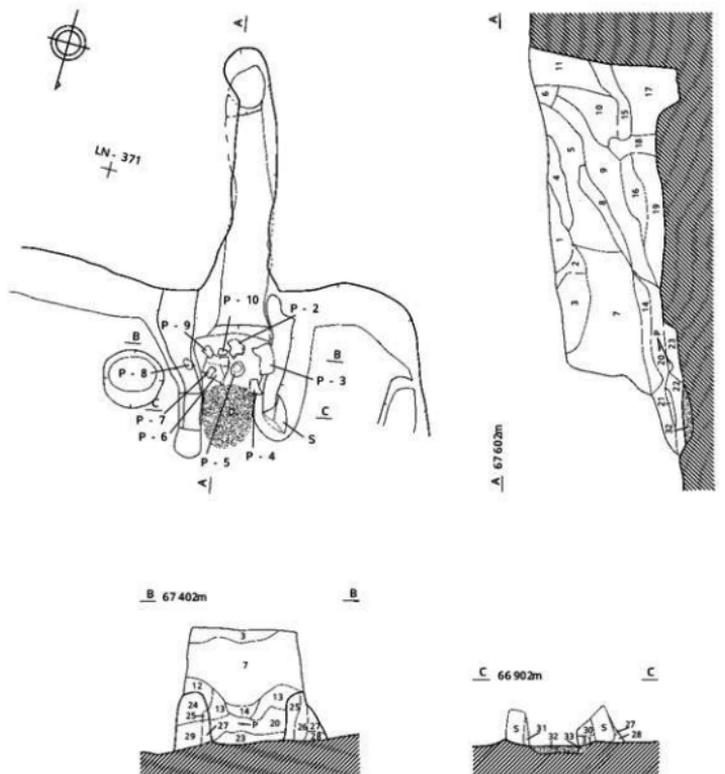 A
LN - 371
P - 10
P - 2
P - 9
B
B
P - 8
P - 3
C
C
P - 7
P - 6
S
P - 5
P - 4
A
A
11
17
6
10
15
18
5
9
4
8
16
19
1
2
3
7
14
P
20
23
21
22
32
A 67 602m
B 67 402m
B
3
7
12
13
24
13
14
25
25
P
20
27
26
27
29
23
28
C 66 902m
C
S
31
32
33
30
S
27
28